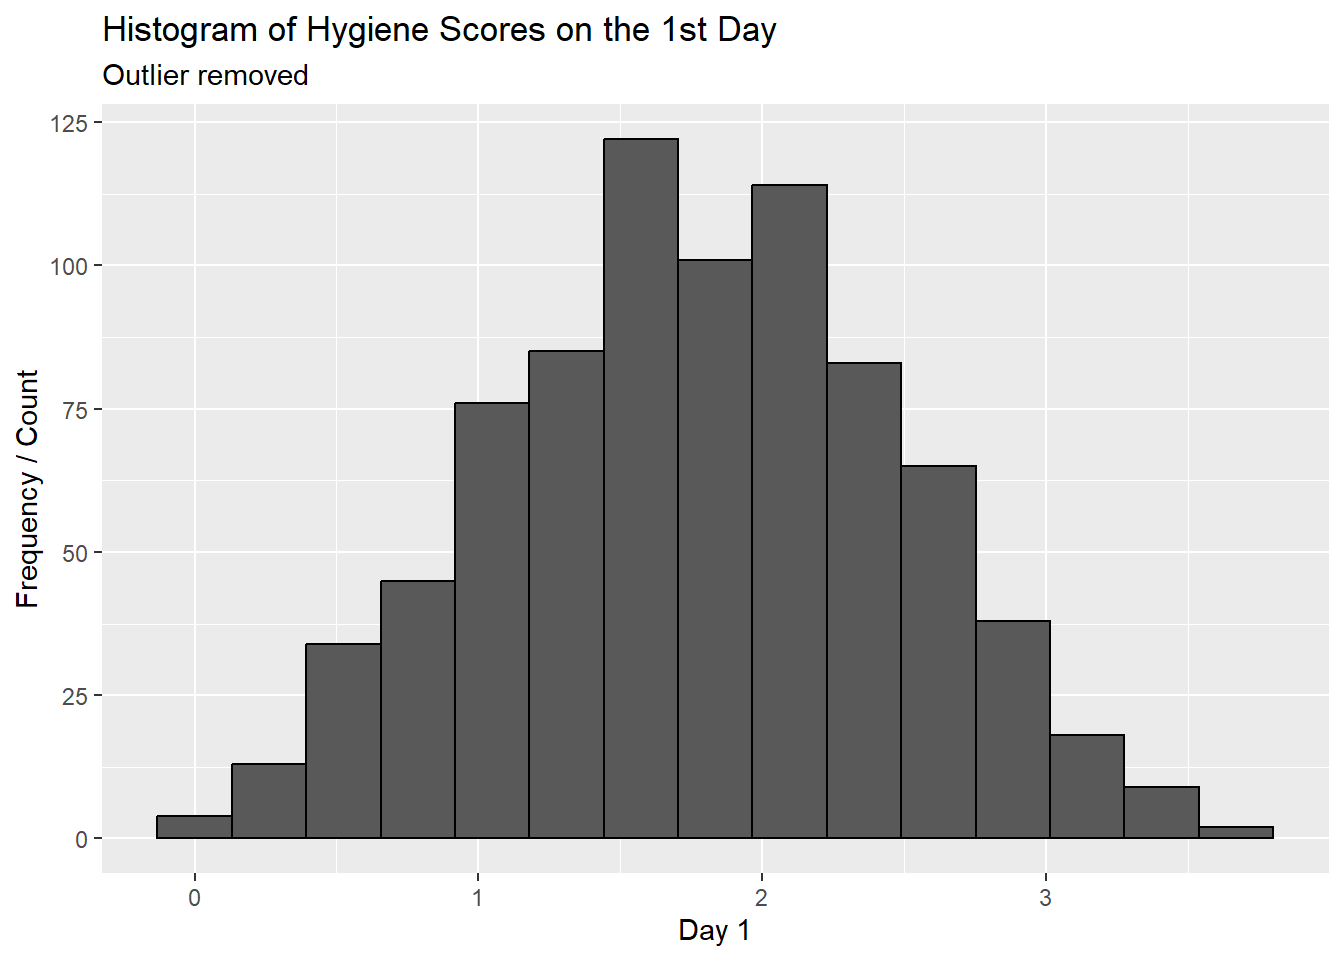 Histogram of Hygiene Scores on the 1st Day
Outlier removed
125
100
75
50
25
0
Frequency / Count
0 1 2 3
Day 1